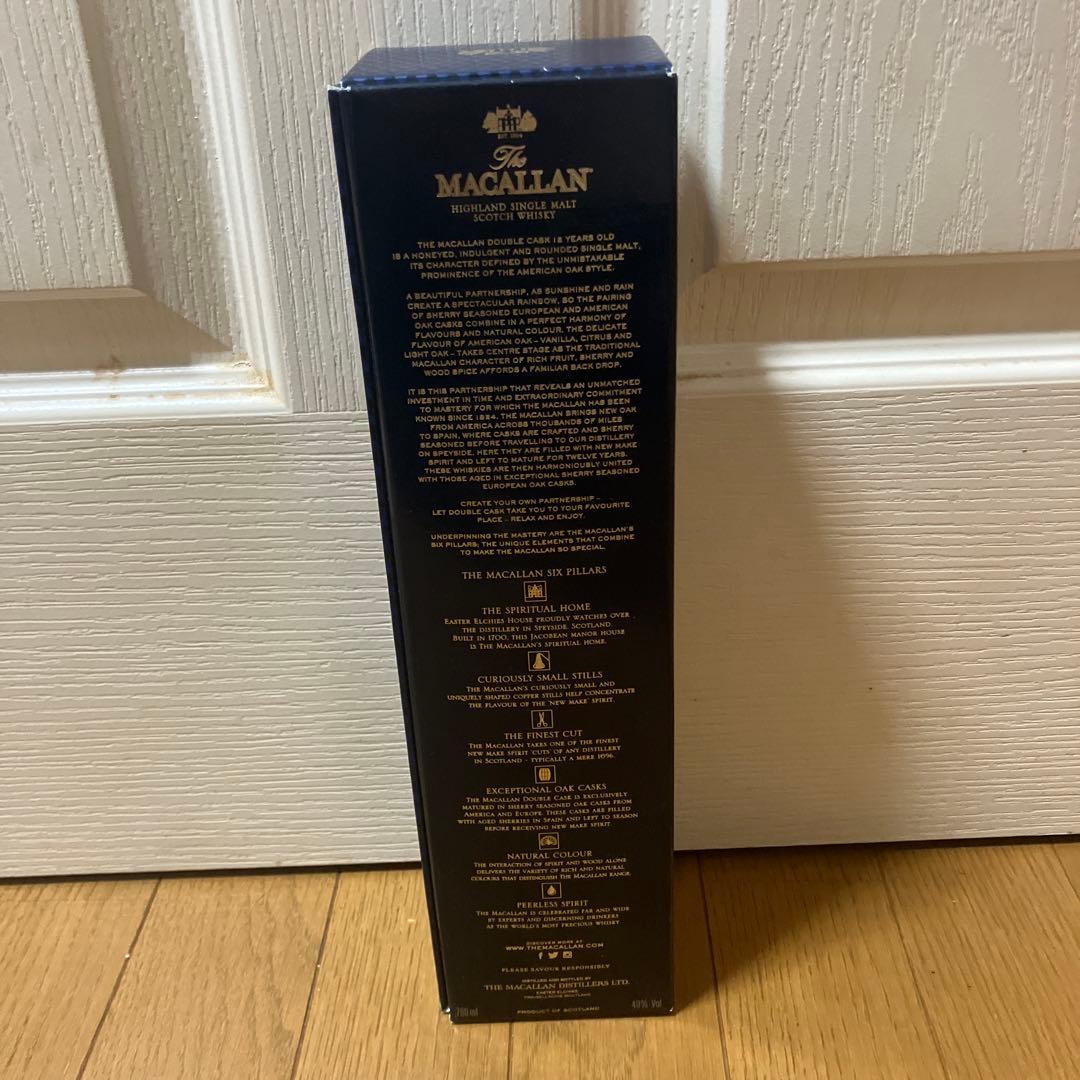 EST. 1824
The
MACALLAN
HIGHLAND SINGLE MALT
SCOTCH WHISKY
THE MACALLAN DOUBLE CASK 12 YEARS OLD
IS A HONEYED, INDULGENT AND ROUNDED SINGLE MALT,
ITS CHARACTER DEFINED BY THE UNMISTAKABLE
PROMINENCE OF THE AMERICAN OAK STYLE.
A BEAUTIFUL PARTNERSHIP, AS SUNSHINE AND RAIN
CREATE A SPECTACULAR RAINBOW, SO THE PAIRING
OF SHERRY SEASONED EUROPEAN AND AMERICAN
OAK CASKS COMBINE IN A PERFECT HARMONY OF
FLAVOURS AND NATURAL COLOUR. THE DELICATE
FLAVOUR OF AMERICAN OAK – VANILLA, CITRUS AND
LIGHT OAK – TAKES CENTRE STAGE AS THE TRADITIONAL
MACALLAN CHARACTER OF RICH FRUIT, SHERRY AND
WOOD SPICE AFFORDS A FAMILIAR BACK DROP.
IT IS THIS PARTNERSHIP THAT REVEALS AN UNMATCHED
INVESTMENT IN TIME AND EXTRAORDINARY COMMITMENT
TO MASTERY FOR WHICH THE MACALLAN HAS BEEN
KNOWN SINCE 1824. THE MACALLAN BRINGS NEW OAK
FROM AMERICA ACROSS THOUSANDS OF MILES
TO SPAIN, WHERE CASKS ARE CRAFTED AND SHERRY
SEASONED BEFORE TRAVELLING TO OUR DISTILLERY
ON SPEYSIDE. HERE THEY ARE FILLED WITH NEW MAKE
SPIRIT AND LEFT TO MATURE FOR TWELVE YEARS.
THESE WHISKIES ARE THEN HARMONIOUSLY UNITED
WITH THOSE AGED IN EXCEPTIONAL SHERRY SEASONED
EUROPEAN OAK CASKS.
CREATE YOUR OWN PARTNERSHIP –
LET DOUBLE CASK TAKE YOU TO YOUR FAVOURITE
PLACE – RELAX AND ENJOY.
UNDERPINNING THE MASTERY ARE THE MACALLAN'S
SIX PILLARS; THE UNIQUE ELEMENTS THAT COMBINE
TO MAKE THE MACALLAN SO SPECIAL.
THE MACALLAN SIX PILLARS
THE SPIRITUAL HOME
EASTER ELCHIES HOUSE PROUDLY WATCHES OVER
THE DISTILLERY IN SPEYSIDE, SCOTLAND.
BUILT IN 1700, THIS JACOBEAN MANOR HOUSE
IS THE MACALLAN'S SPIRITUAL HOME.
CURIOUSLY SMALL STILLS
THE MACALLAN'S CURIOUSLY SMALL AND
UNIQUELY SHAPED COPPER STILLS HELP CONCENTRATE
THE FLAVOUR OF THE 'NEW MAKE' SPIRIT.
THE FINEST CUT
THE MACALLAN TAKES ONE OF THE FINEST
NEW MAKE SPIRIT 'CUTS' OF ANY DISTILLERY
IN SCOTLAND - TYPICALLY A MERE 16%.
EXCEPTIONAL OAK CASKS
THE MACALLAN DOUBLE CASK IS EXCLUSIVELY
MATURED IN SHERRY SEASONED OAK CASKS FROM
AMERICA AND EUROPE. THESE CASKS ARE FILLED
WITH AGED SHERRIES IN SPAIN AND LEFT TO SEASON
BEFORE RECEIVING NEW MAKE SPIRIT.
NATURAL COLOUR
THE INTERACTION OF SPIRIT AND WOOD ALONE
DELIVERS THE VARIETY OF RICH AND NATURAL
COLOURS THAT DISTINGUISH THE MACALLAN RANGE.
PEERLESS SPIRIT
THE MACALLAN IS CELEBRATED FAR AND WIDE
BY EXPERTS AND DISCERNING DRINKERS
AS THE WORLD'S MOST PRECIOUS WHISKY
DISCOVER MORE AT
WWW.THEMACALLAN.COM
PLEASE SAVOUR RESPONSIBLY
DISTILLED AND BOTTLED BY
THE MACALLAN DISTILLERS LTD.
EASTER ELCHIES,
CRAIGELLACHIE SCOTLAND
700 ml
PRODUCT OF SCOTLAND
40% Vol